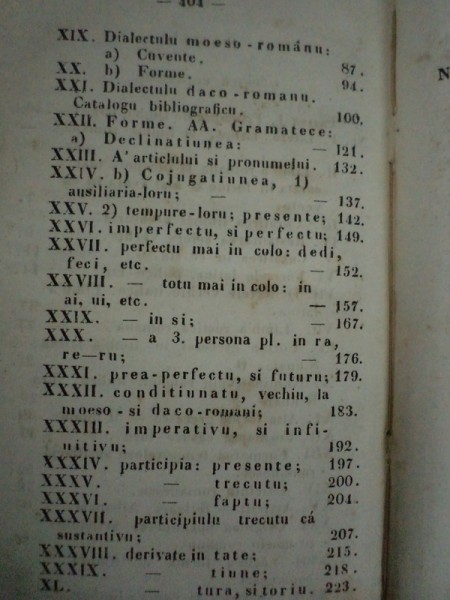 — 404 —
XIX. Dialectulu moeso-românu:
a) Cuvente. 87.
XX. b) Forme. 94.
XXI. Dialectulu daco-romanu.
Catalogu bibliograficu. 100.
XXII. Forme. AA. Gramatece:
a) Declinatiunea: — 121.
XXIII. A' articlului si pronumelui. 132.
XXIV. b) Cojugatiunea, 1)
ausiliaria-loru; — — 137.
XXV. 2) tempure-loru; presente; 142.
XXVI. imperfectu, si perfectu; 149.
XXVII. perfectu mai in colo: dedi,
feci, etc. — 152.
XXVIII. — totu mai in colo: in
ai, ui, etc. — 157.
XXIX. — in si; — 167.
XXX. — a 3. persona pl. in ra,
re—ru; — 176.
XXXI. prea-perfectu, si futuru; 179.
XXXII. conditiunatu, vechiu, la
moeso-si daco-romani; 183.
XXXIII. imperativu, si infi-
nitivu; 192.
XXXIV. participia: presente; 197.
XXXV. — trecutu; 200.
XXXVI. — faptu; 204.
XXXVII. participiulu trecutu cá
sustantivu; 207.
XXXVIII. derivate in tate; 215.
XXXIX. — tiune; 218.
XL. — tura, si toriu. 223.
N